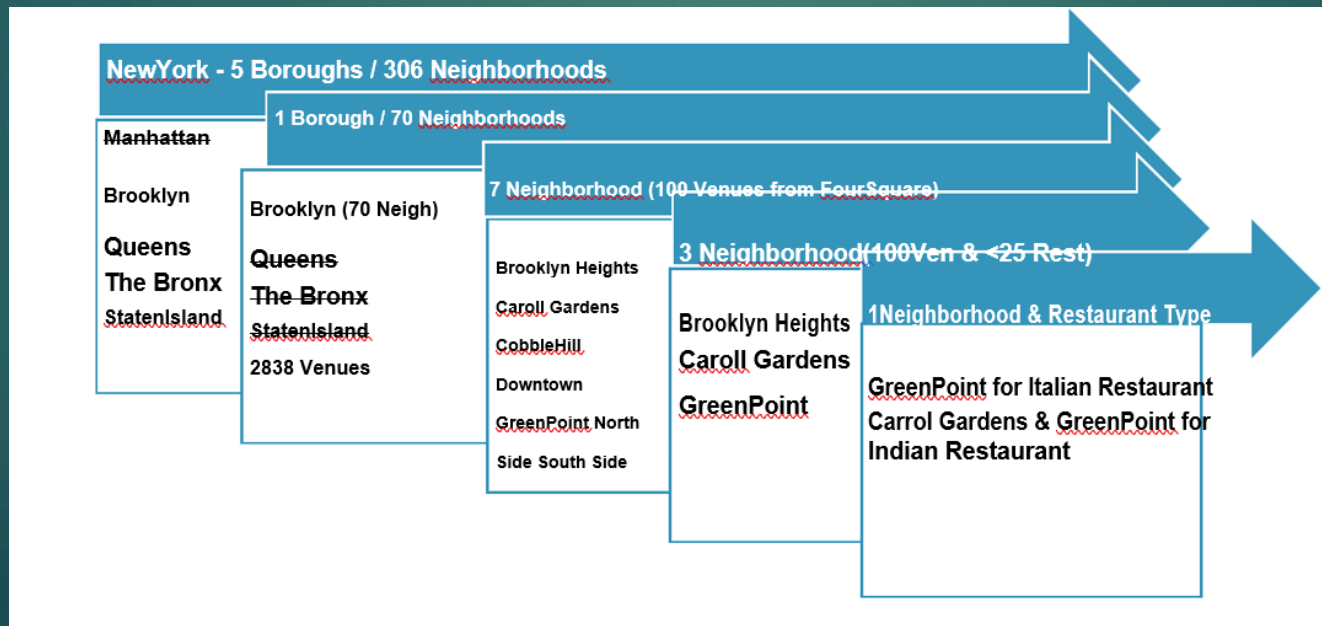 NewYork - 5 Boroughs / 306 Neighborhoods
Manhattan
Brooklyn
Queens
The Bronx
StatenIsland
1 Borough / 70 Neighborhoods
Brooklyn (70 Neigh)
Queens
The Bronx
StatenIsland
2838 Venues
7 Neighborhood (100 Venues from FourSquare)
Brooklyn Heights
Caroll Gardens
CobbleHill
Downtown
GreenPoint North
Side South Side
3 Neighborhood(100Ven & <25 Rest)
Brooklyn Heights
Caroll Gardens
GreenPoint
1Neighborhood & Restaurant Type
GreenPoint for Italian Restaurant
Carrol Gardens & GreenPoint for
Indian Restaurant